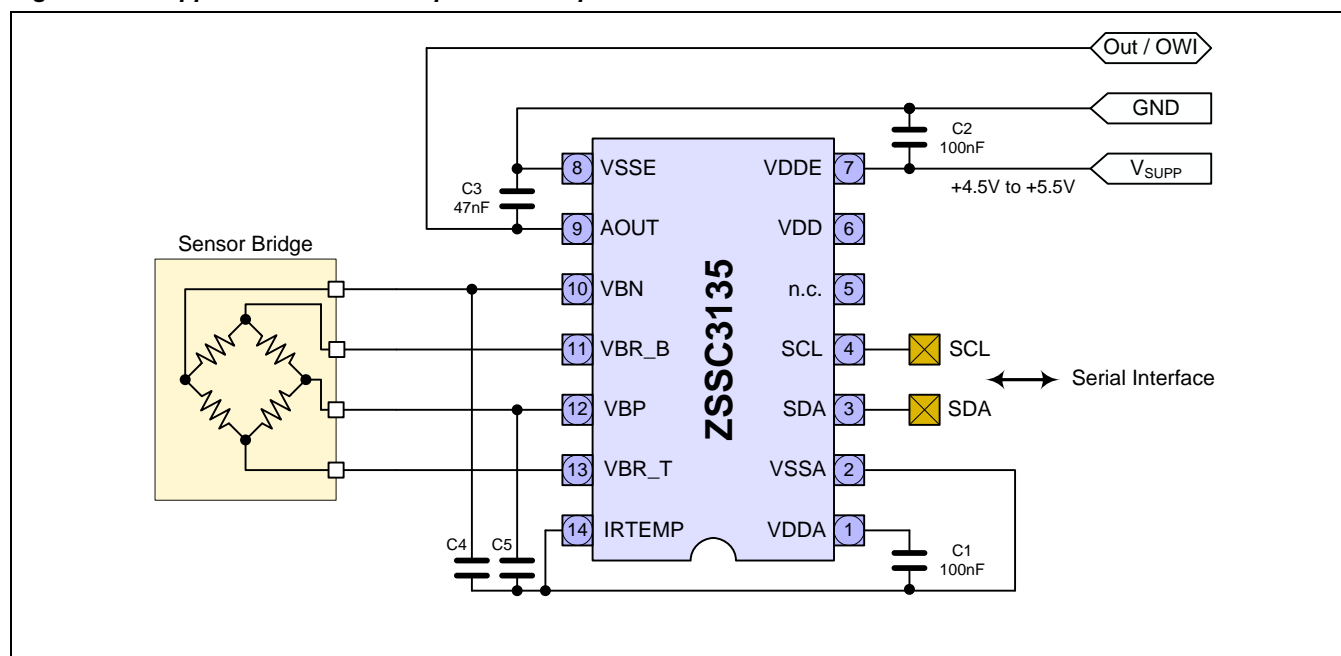 Out / OWI
GND
C2
100nF
VSUPP
+4.5V to +5.5V
C3
47nF
Sensor Bridge
ZSSC3135
8 VSSE
9 AOUT
10 VBN
11 VBR_B
12 VBP
13 VBR_T
14 IRTEMP
VDDE 7
VDD 6
n.c. 5
SCL 4
SDA 3
VSSA 2
VDDA 1
SCL
SDA
Serial Interface
C4
C5
C1
100nF